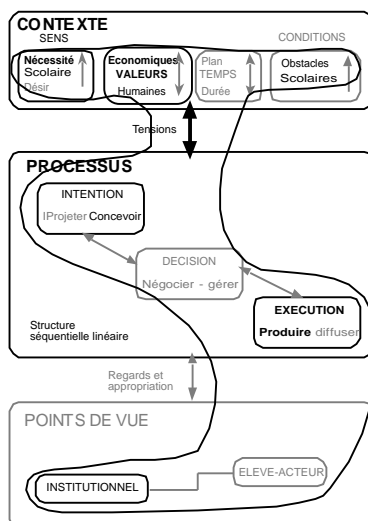 CONTEXTE
SENS
CONDITIONS
Nécessité
Scolaire
Désir
Economiques
VALEURS
Humaines
Plan
TEMPS
Durée
Obstacles
Scolaires
Tensions
PROCESSUS
INTENTION
IProjeter Concevoir
DECISION
Négocier - gérer
EXECUTION
Produire diffuser
Structure
séquentielle linéaire
Regards et
appropriation
POINTS DE VUE
ELEVE-ACTEUR
INSTITUTIONNEL